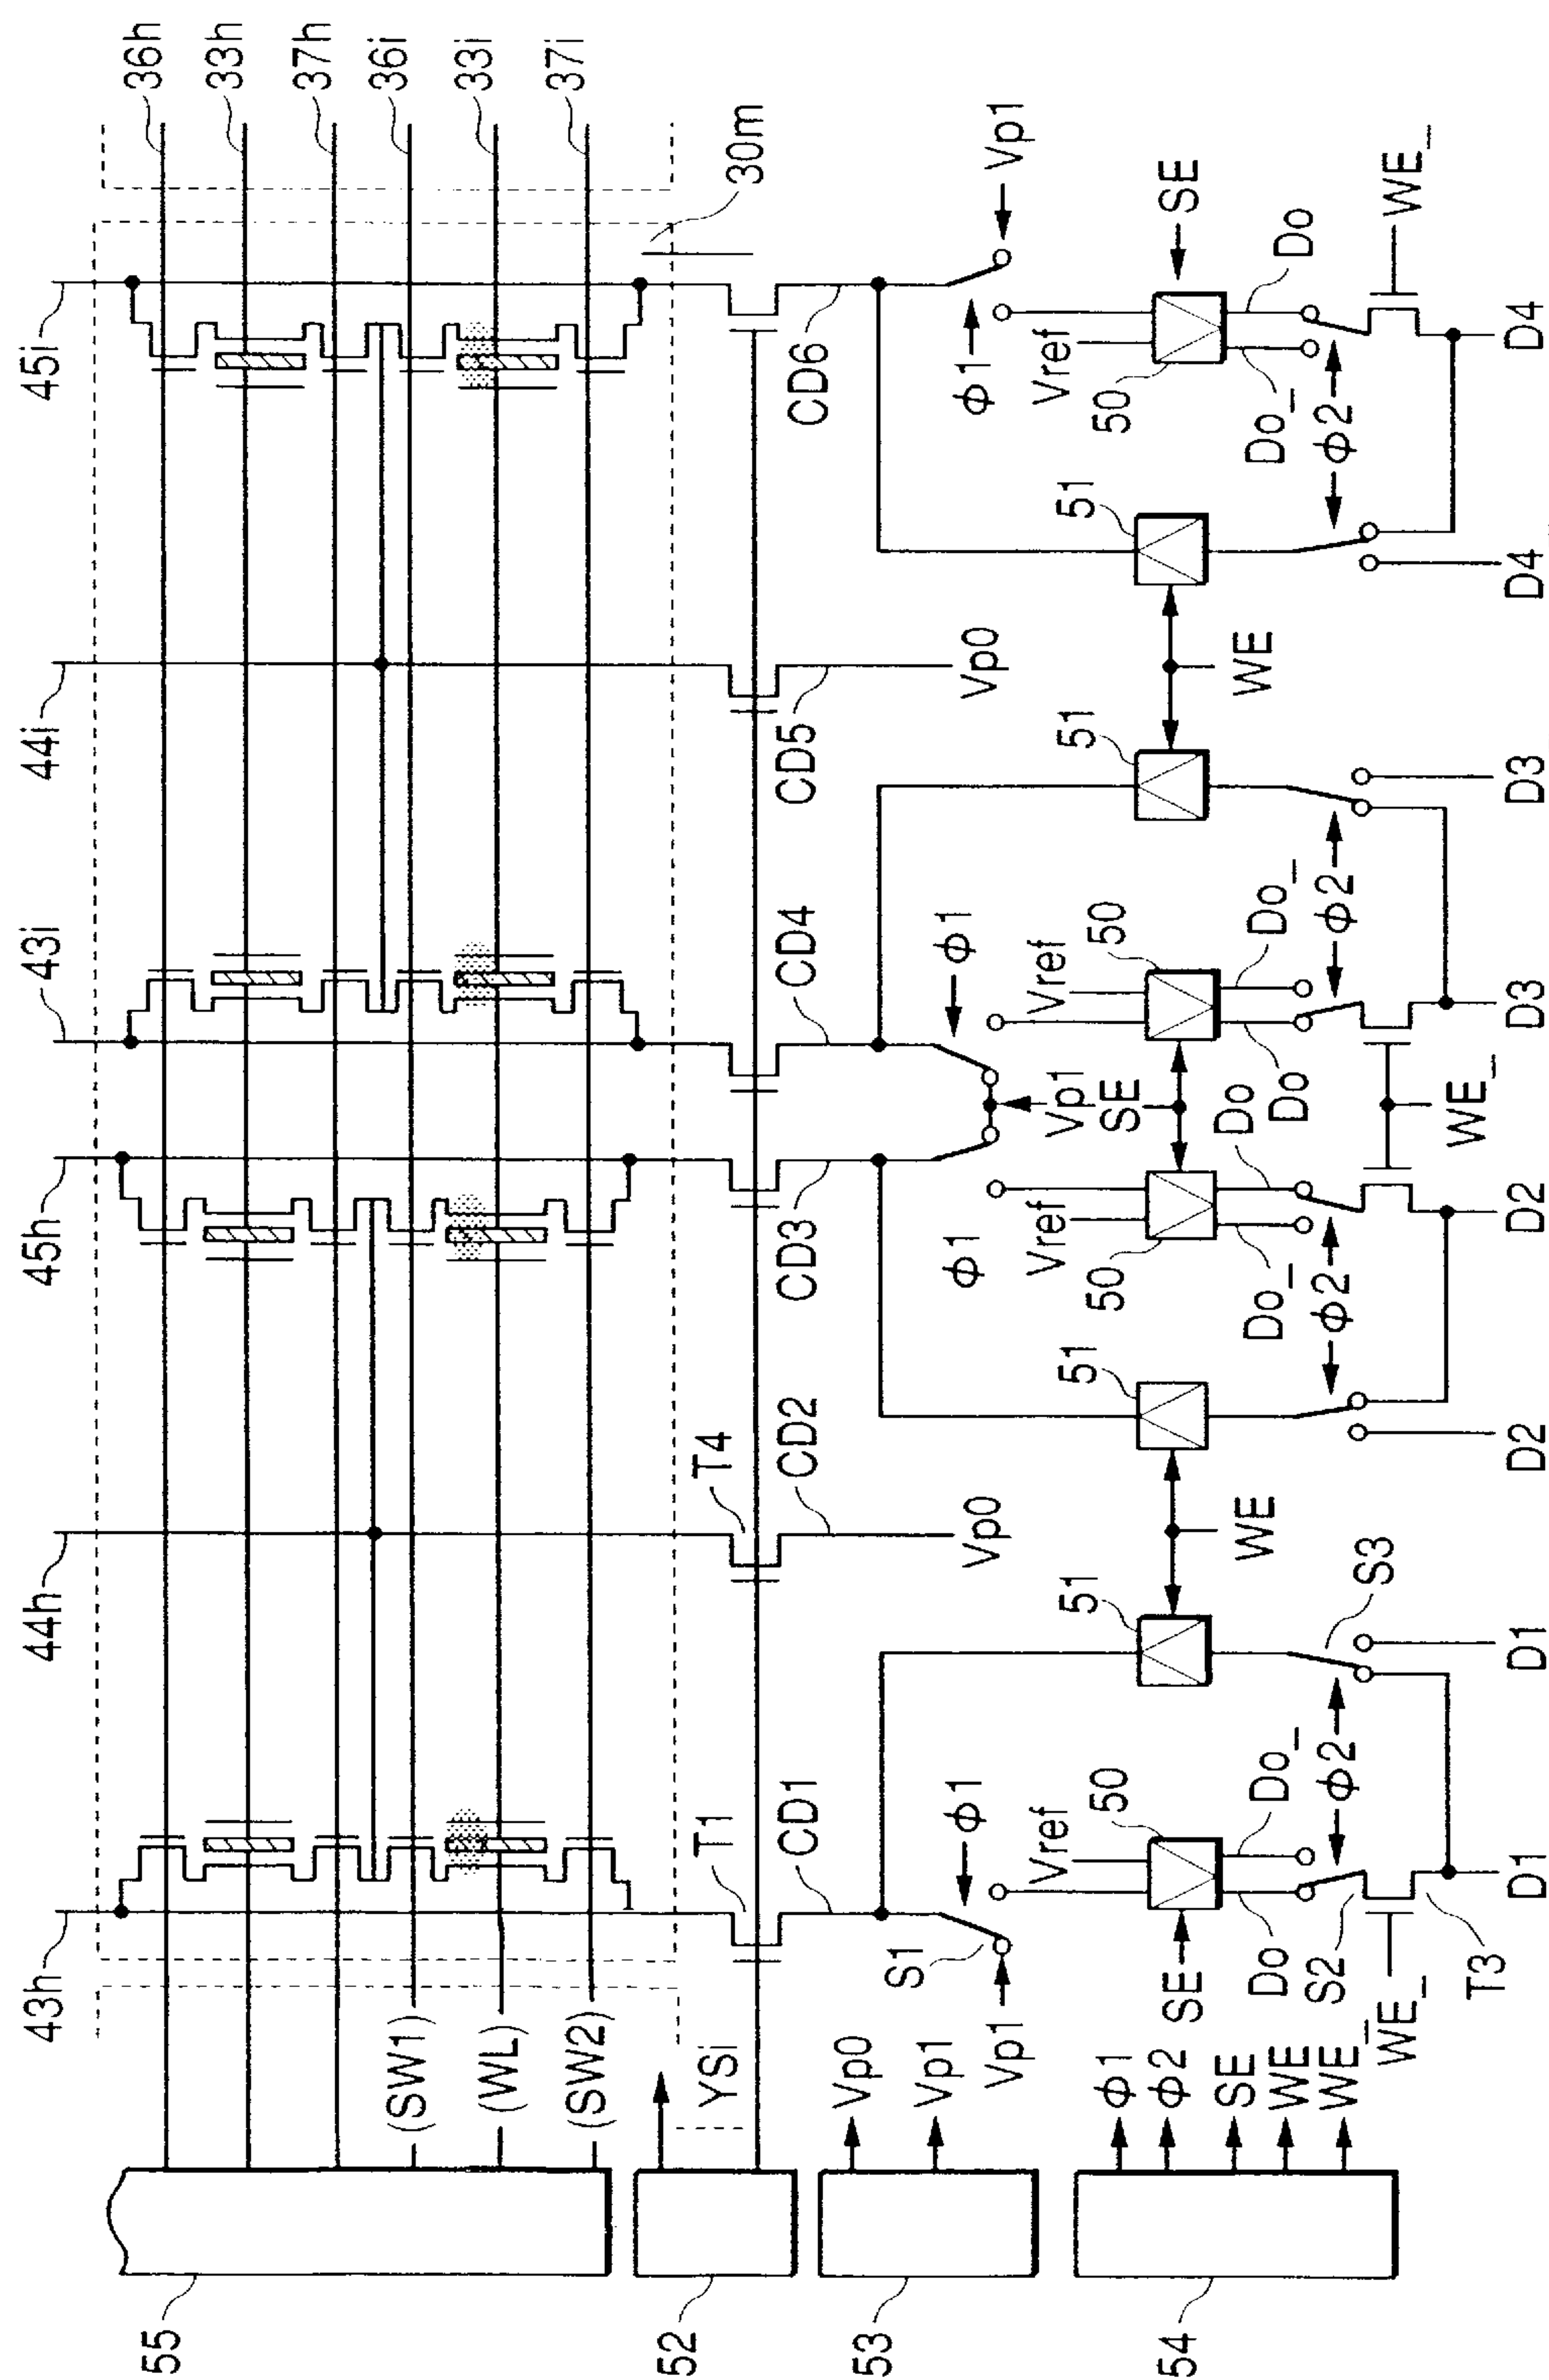 43h
44h
45h
43i
44i
45i
55
36h
33h
37h
36i
(SW1)
33i
(WL)
37i
(SW2)
52
YSi
T1
T4
30m
CD1
CD2
CD3
CD4
CD5
CD6
53
Vp0
Vp1
S1
Vp1
φ1
Vp0
φ1
φ1
Vp0
φ1
Vp1
Vp1
Vref
Vref
Vref
Vref
50
51
51
50
50
51
51
50
SE
SE
SE
WE
WE
Do
Do_
Do_
Do
Do
Do_
Do_
Do
φ2
φ2
φ2
φ2
S2
S3
WE_
WE_
WE_
T3
D1
D1
D2
D2
D3
D3
D4
D4
54
φ1
φ2
SE
WE
WE_